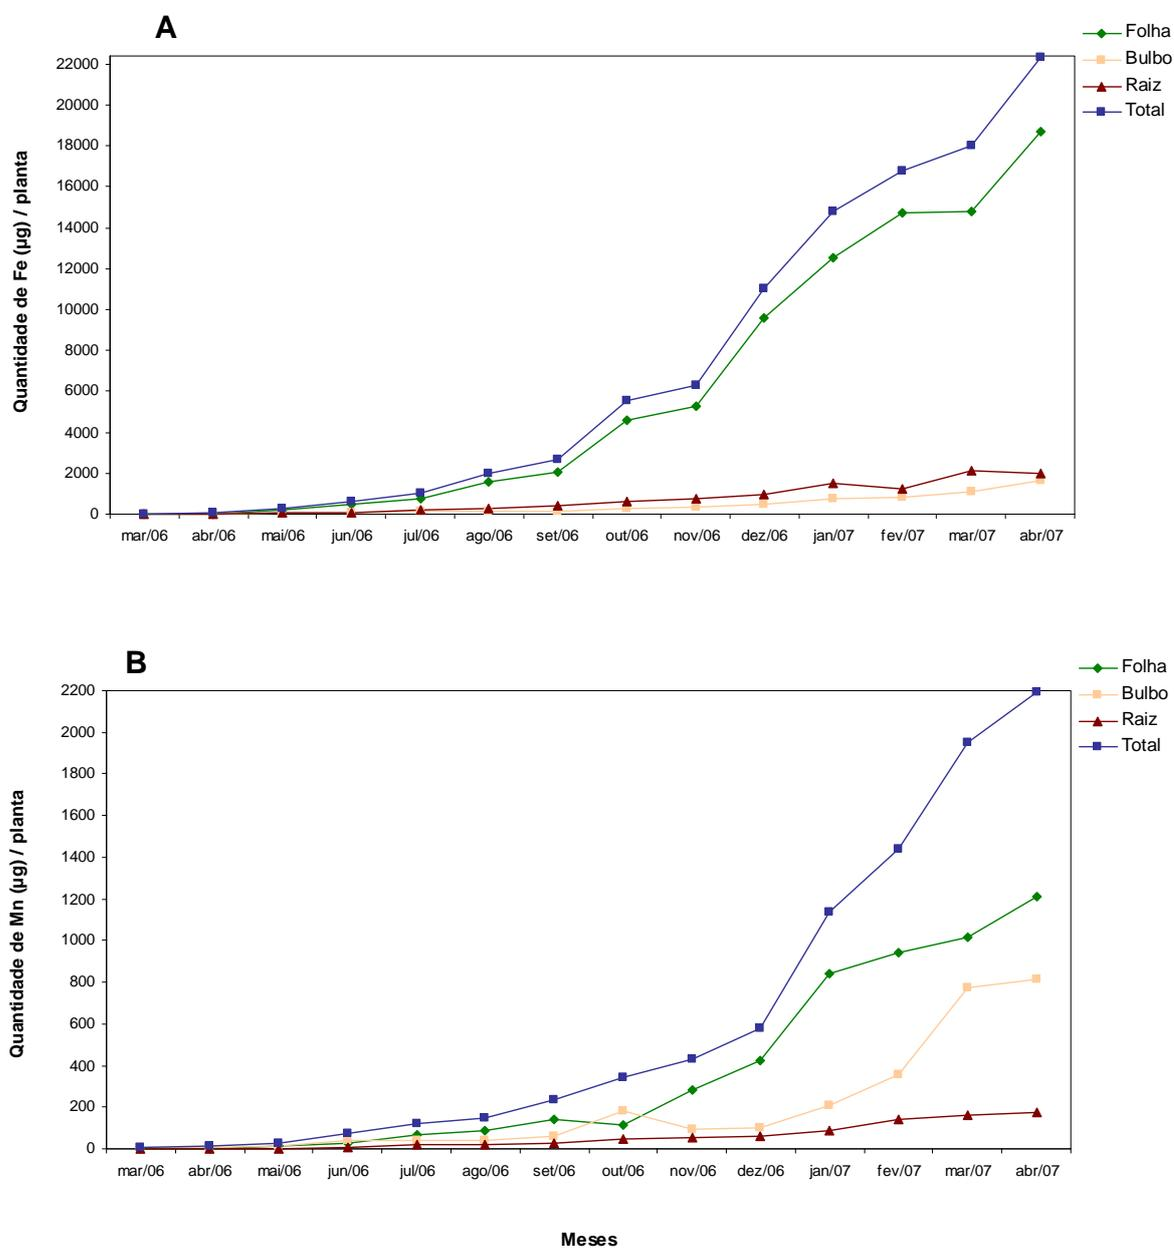 A
Folha
Bulbo
Raiz
Total
Quantidade de Fe (µg) / planta
22000
20000
18000
16000
14000
12000
10000
8000
6000
4000
2000
0
mar/06 abr/06 mai/06 jun/06 jul/06 ago/06 set/06 out/06 nov/06 dez/06 jan/07 fev/07 mar/07 abr/07
B
Folha
Bulbo
Raiz
Total
Quantidade de Mn (µg) / planta
2200
2000
1800
1600
1400
1200
1000
800
600
400
200
0
mar/06 abr/06 mai/06 jun/06 jul/06 ago/06 set/06 out/06 nov/06 dez/06 jan/07 fev/07 mar/07 abr/07
Meses